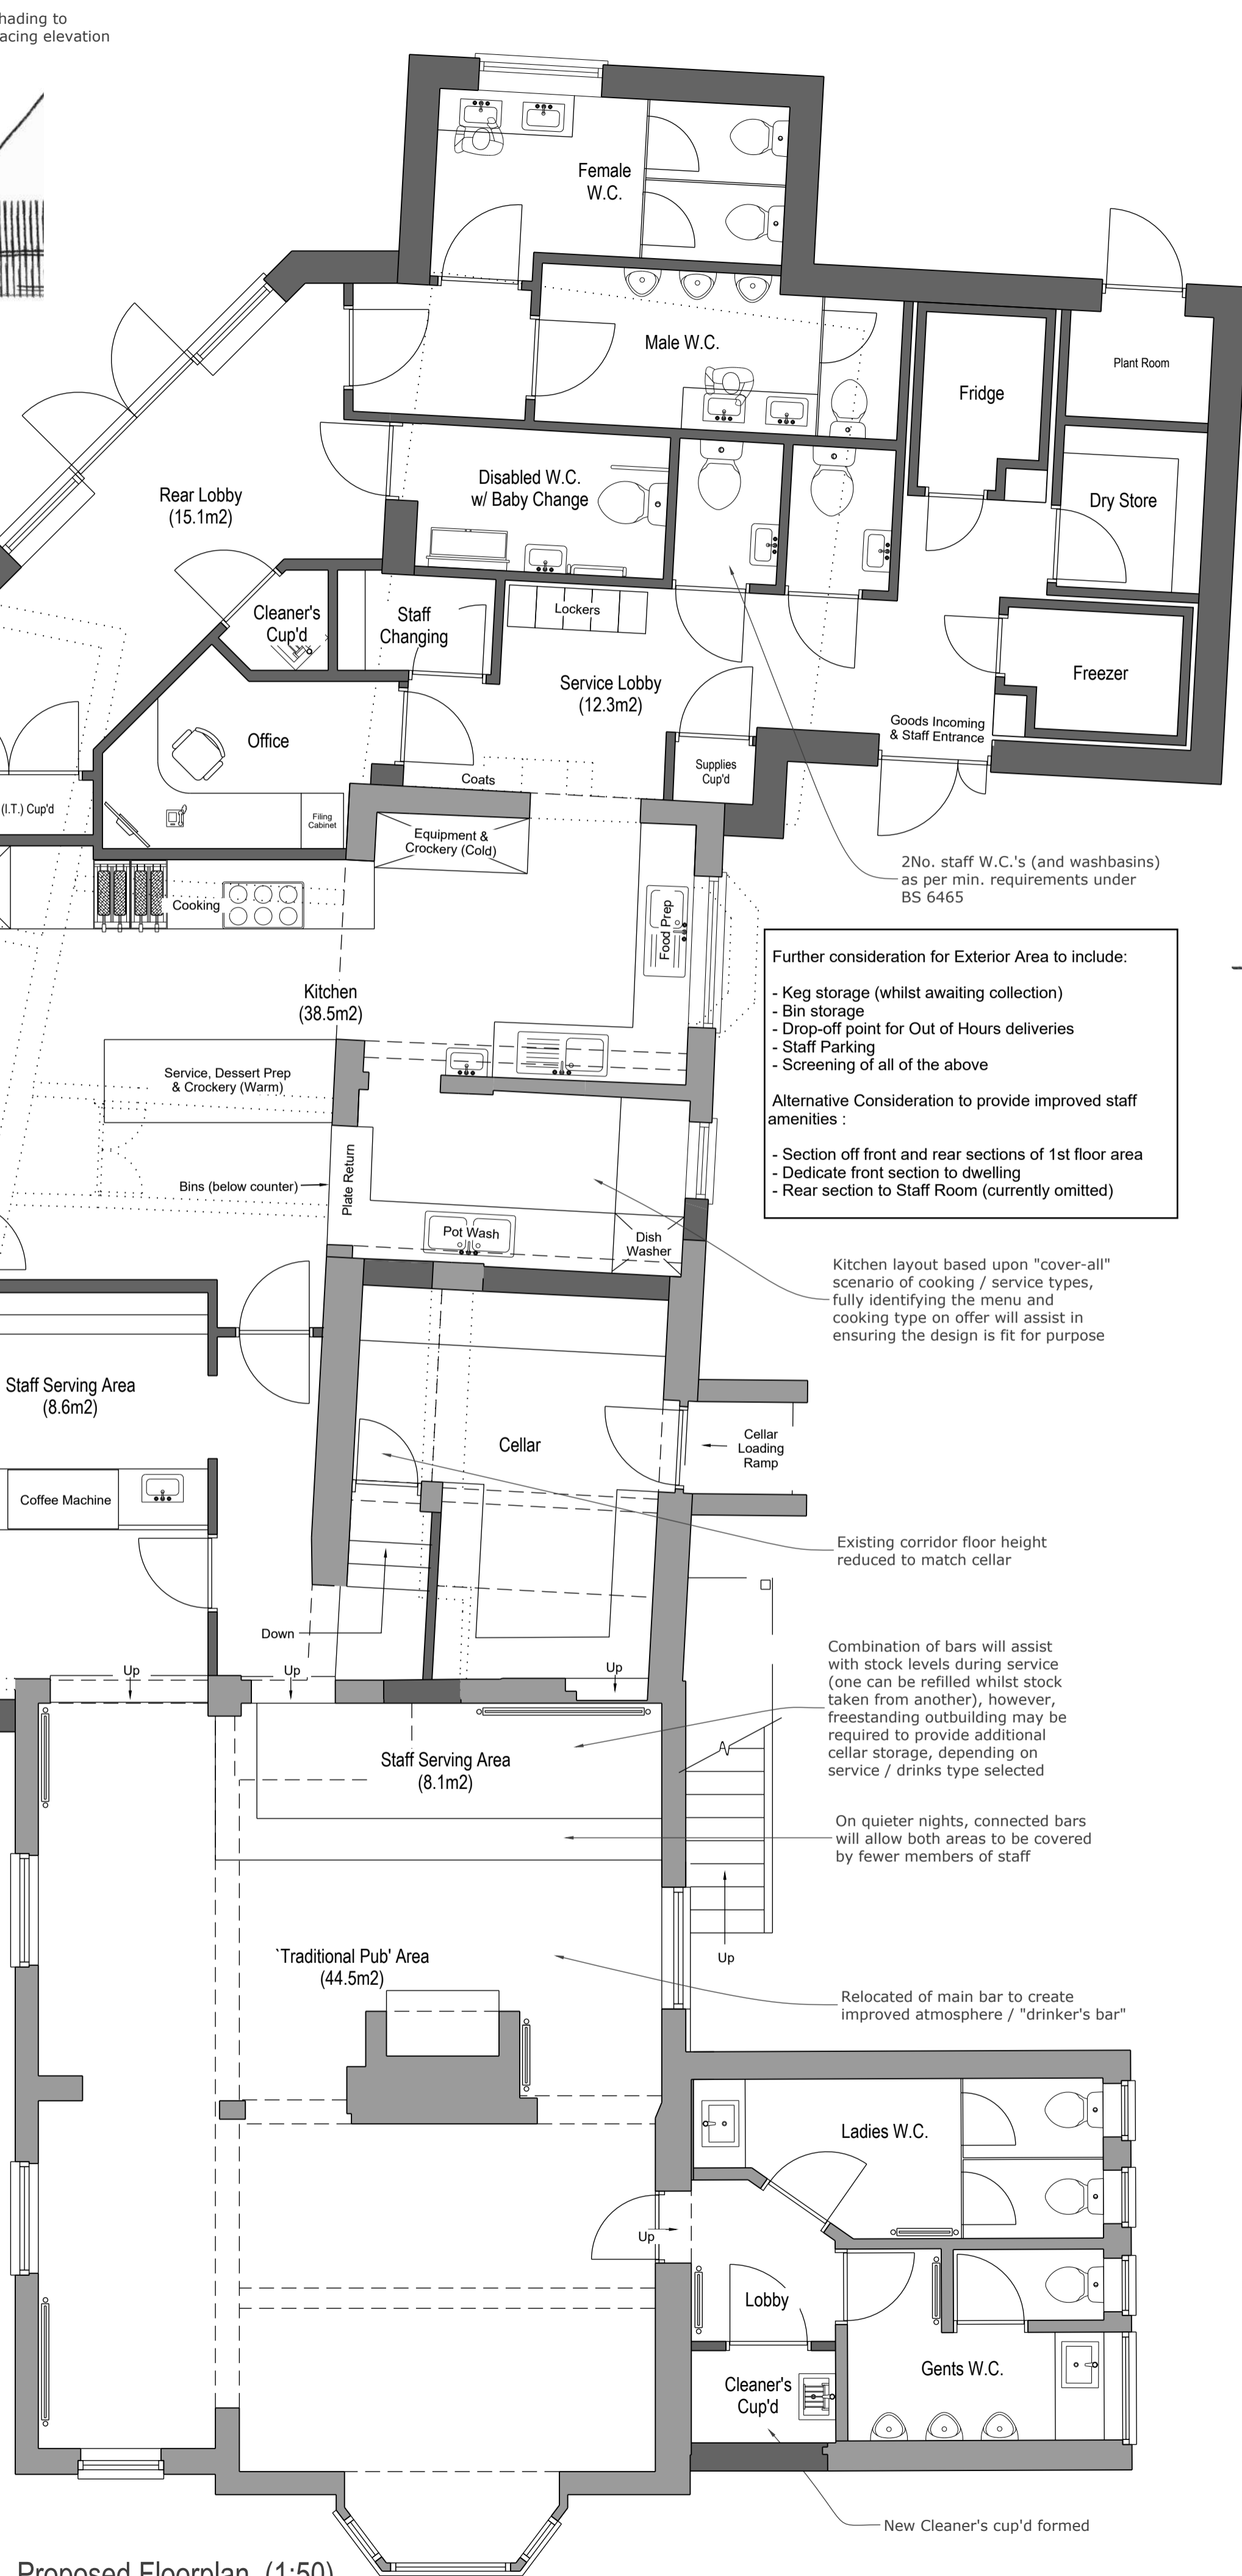 hading to
acing elevation
Female
W.C.
Male W.C.
Plant Room
Fridge
Disabled W.C.
w/ Baby Change
Dry Store
Rear Lobby
(15.1m2)
Cleaner's
Cup'd
Staff
Changing
Lockers
Service Lobby
(12.3m2)
Freezer
Office
Goods Incoming
& Staff Entrance
Supplies
Cup'd
Coats
(I.T.) Cup'd
Filing
Cabinet
Equipment &
Crockery (Cold)
2No. staff W.C.'s (and washbasins)
as per min. requirements under
BS 6465
Cooking
Food Prep
Further consideration for Exterior Area to include:
- Keg storage (whilst awaiting collection)
- Bin storage
- Drop-off point for Out of Hours deliveries
- Staff Parking
- Screening of all of the above
Alternative Consideration to provide improved staff
amenities :
- Section off front and rear sections of 1st floor area
- Dedicate front section to dwelling
- Rear section to Staff Room (currently omitted)
Kitchen
(38.5m2)
Service, Dessert Prep
& Crockery (Warm)
Bins (below counter)
Plate Return
Pot Wash
Dish
Washer
Kitchen layout based upon "cover-all"
scenario of cooking / service types,
fully identifying the menu and
cooking type on offer will assist in
ensuring the design is fit for purpose
Staff Serving Area
(8.6m2)
Cellar
Cellar
Loading
Ramp
Coffee Machine
Existing corridor floor height
reduced to match cellar
Down
Up
Up
Up
Combination of bars will assist
with stock levels during service
(one can be refilled whilst stock
taken from another), however,
freestanding outbuilding may be
required to provide additional
cellar storage, depending on
service / drinks type selected
Staff Serving Area
(8.1m2)
On quieter nights, connected bars
will allow both areas to be covered
by fewer members of staff
`Traditional Pub' Area
(44.5m2)
Up
Relocated of main bar to create
improved atmosphere / "drinker's bar"
Ladies W.C.
Up
Lobby
Gents W.C.
Cleaner's
Cup'd
New Cleaner's cup'd formed
Proposed Floorplan (1:50)